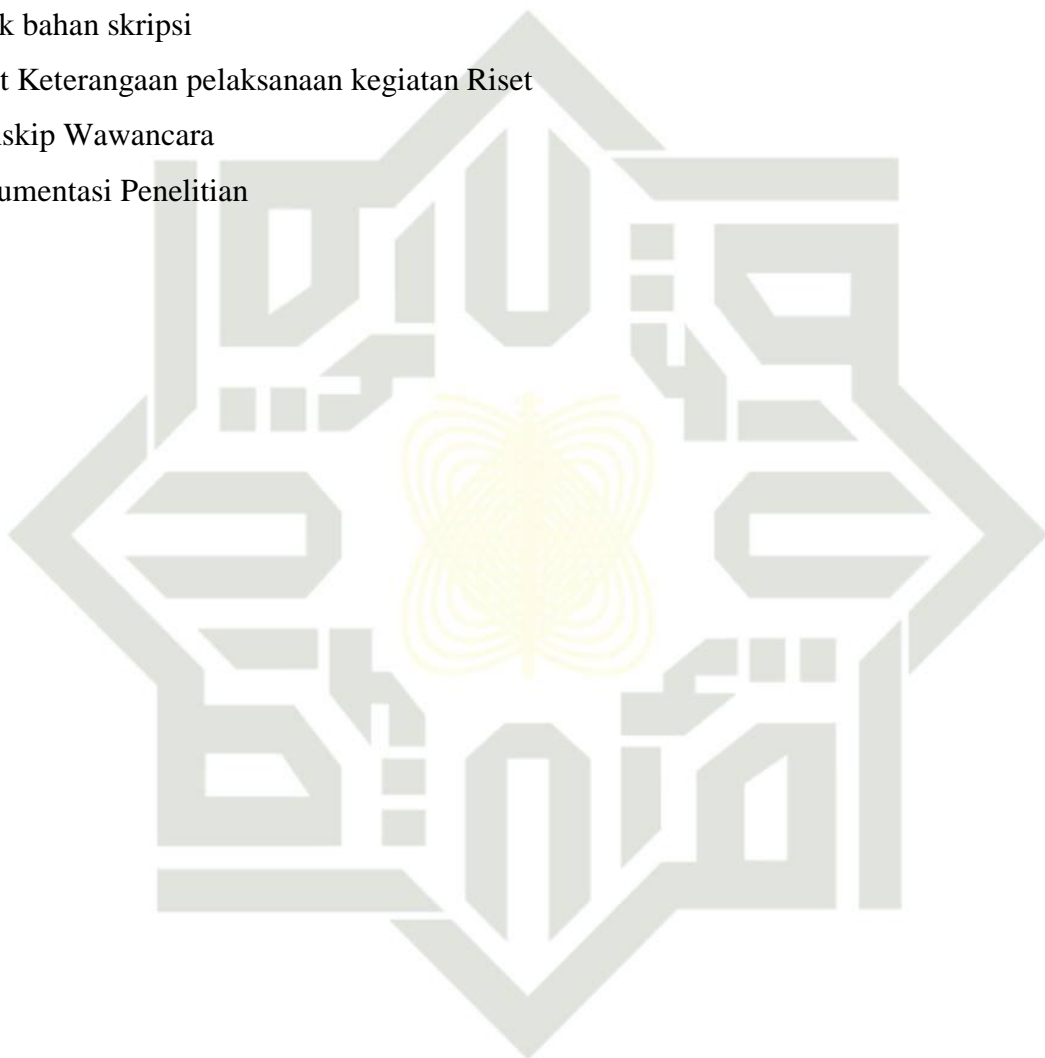 k bahan skripsi
t Keterangaan pelaksanaan kegiatan Riset
skip Wawancara
umentasi Penelitian